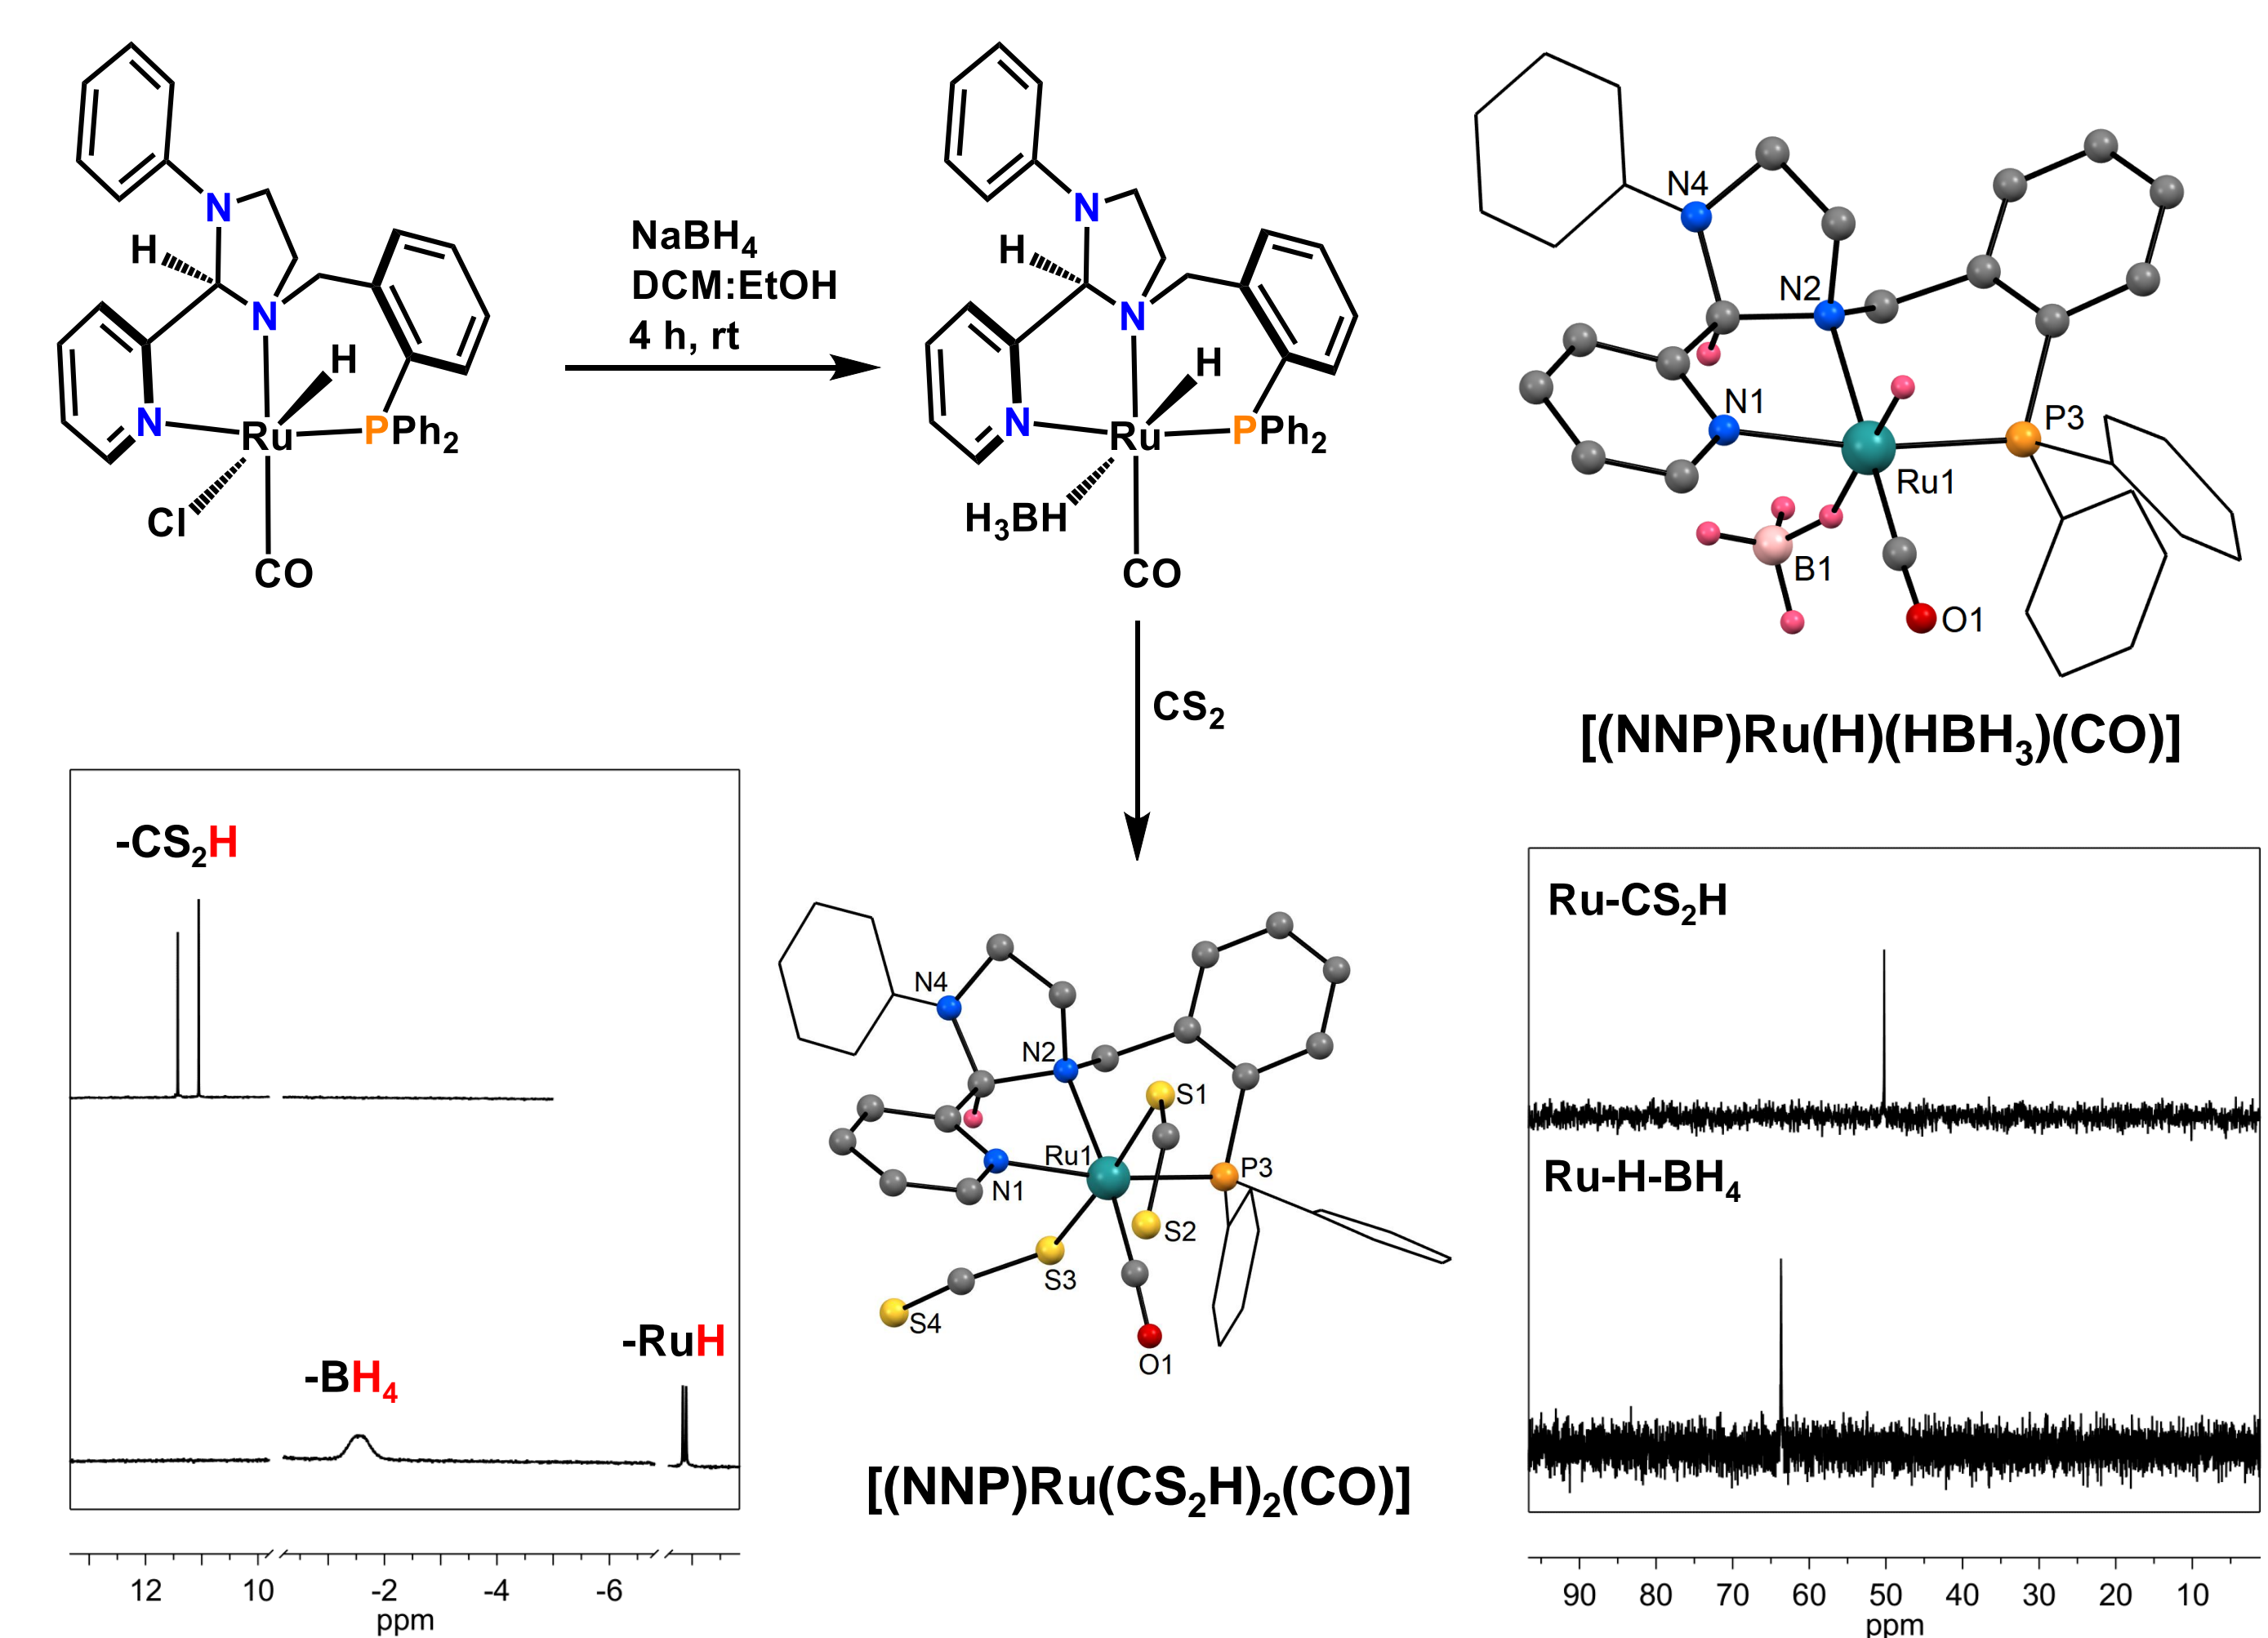 N
H
N
H
N
Ru
PPh2
Cl
CO
NaBH4
DCM:EtOH
4 h, rt
N
H
N
H
N
Ru
PPh2
H3BH
CO
N4
N2
N1
P3
Ru1
B1
O1
[(NNP)Ru(H)(HBH3)(CO)]
CS2
-CS2H
-BH4
-RuH
12 10 -2 -4 -6
ppm
N4
N2
S1
Ru1
P3
N1
S2
S3
S4
O1
[(NNP)Ru(CS2H)2(CO)]
Ru-CS2H
Ru-H-BH4
90 80 70 60 50 40 30 20 10
ppm